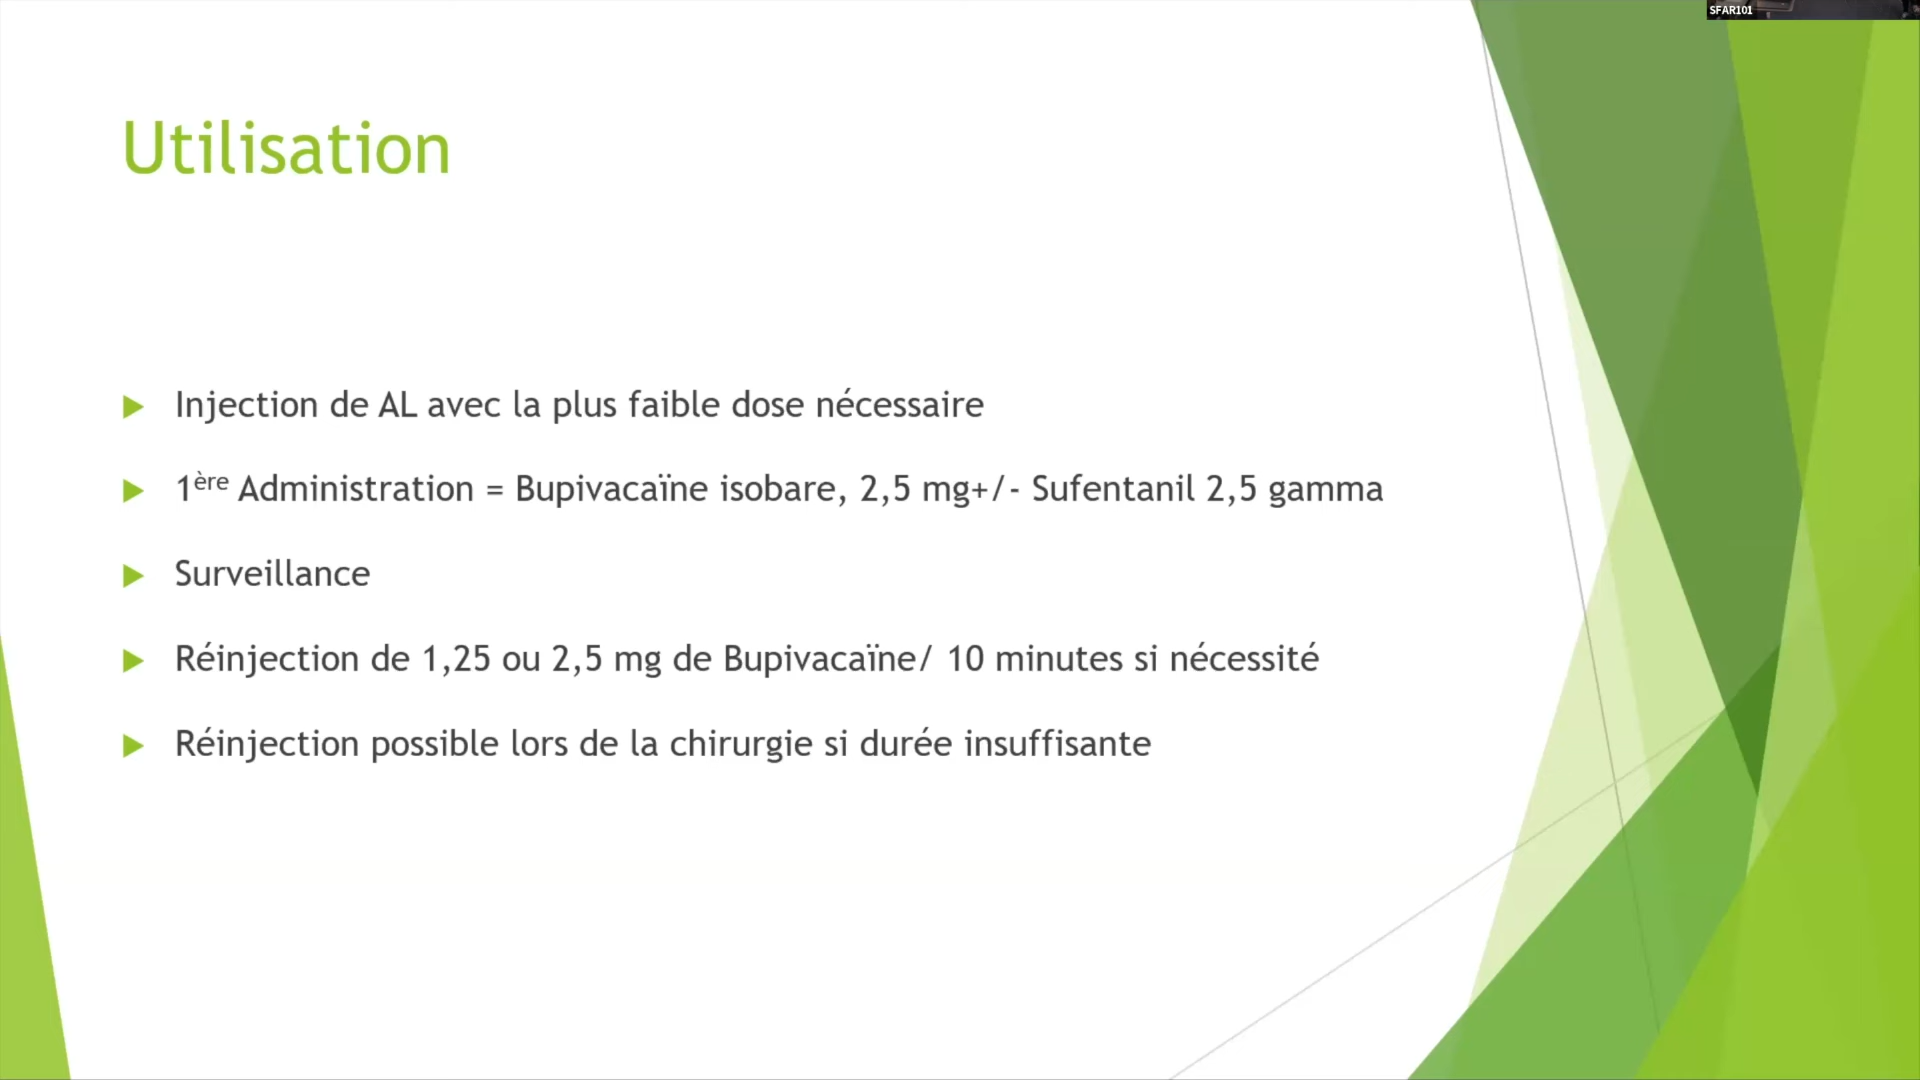 SFAR101
Utilisation
Injection de AL avec la plus faible dose nécessaire
1ère Administration = Bupivacaïne isobare, 2,5 mg+/- Sufentanil 2,5 gamma
Surveillance
Réinjection de 1,25 ou 2,5 mg de Bupivacaïne/ 10 minutes si nécessité
Réinjection possible lors de la chirurgie si durée insuffisante